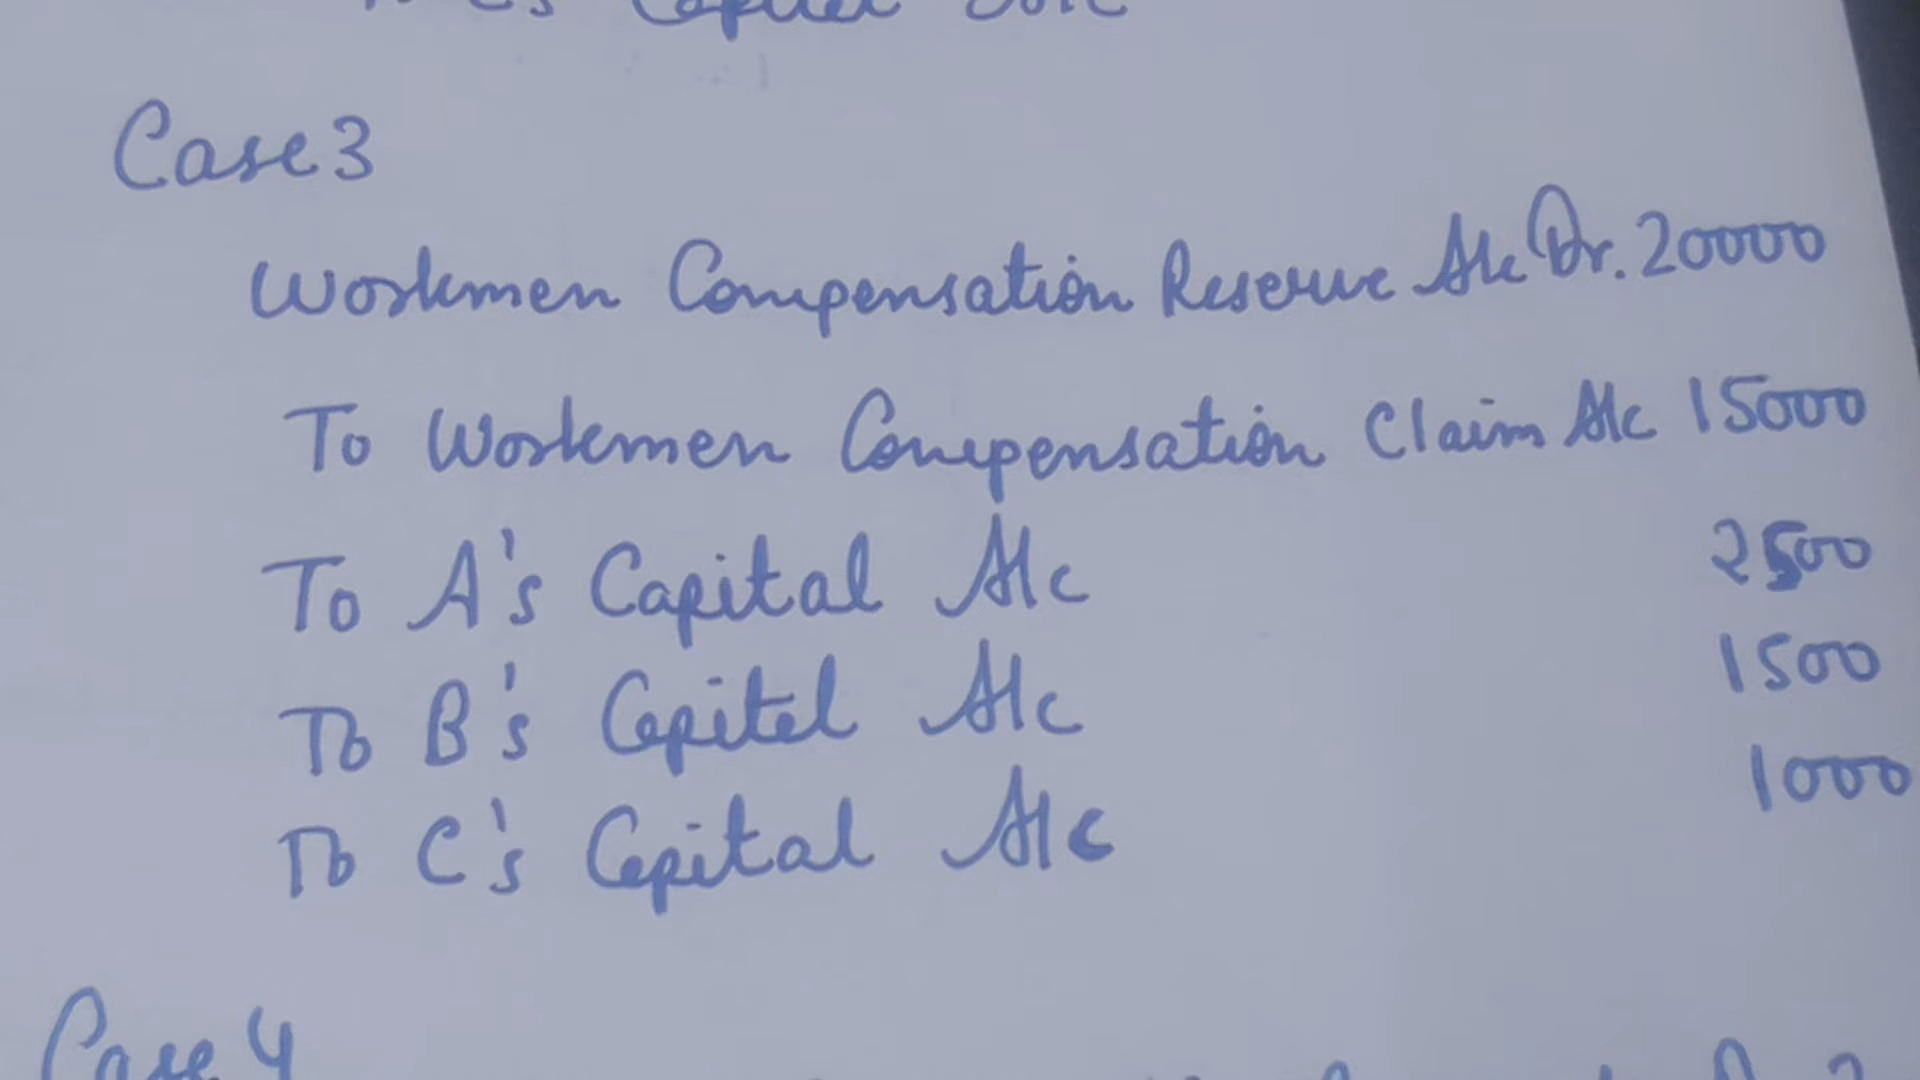 C's Capital
Case 3
Workmen Compensation Reserve A/c Dr. 20000
To Workmen Compensation Claim A/c 15000
To A's Capital A/c 2500
To B's Capital A/c 1500
To C's Capital A/c 1000
Case 4